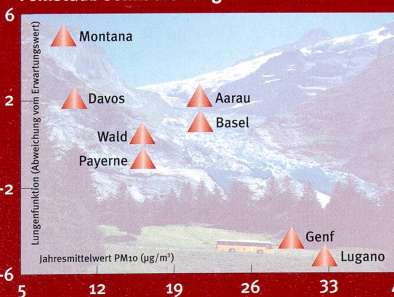 6
Lungenfunktion (Abweichung vom Erwartungswert)
Montana
2
Davos
Aarau
Basel
Wald
Payerne
-2
Genf
Lugano
Jahresmittelwert PM10 (µg/m³)
-6
5 12 19 26 33